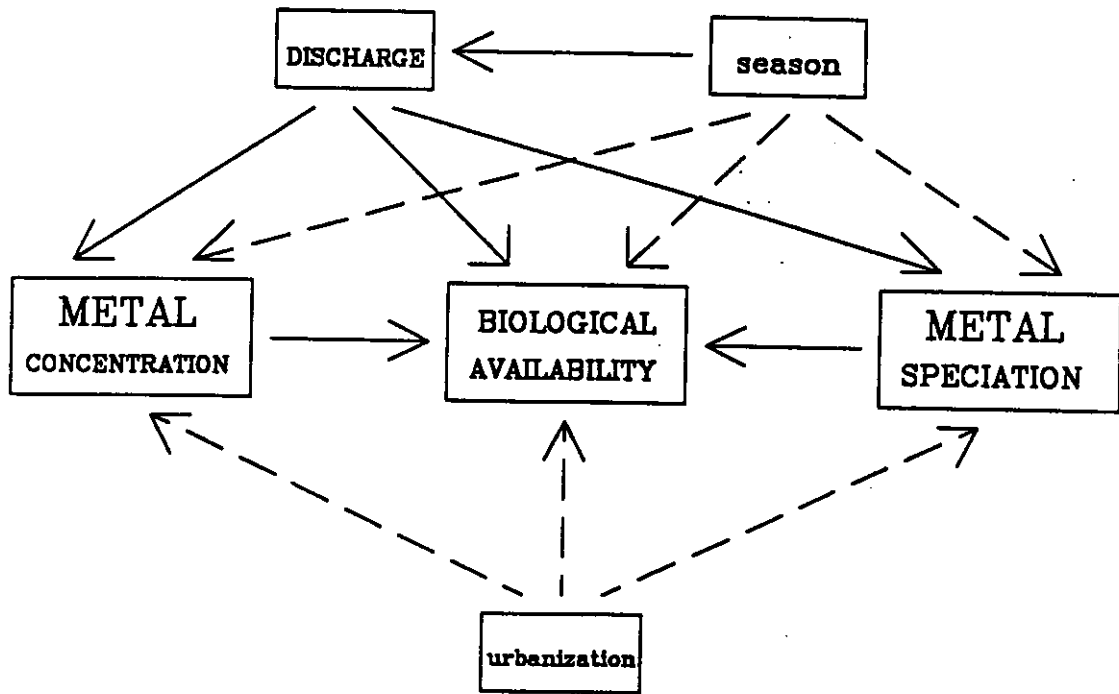 DISCHARGE
season
METAL
CONCENTRATION
BIOLOGICAL
AVAILABILITY
METAL
SPECIATION
urbanization